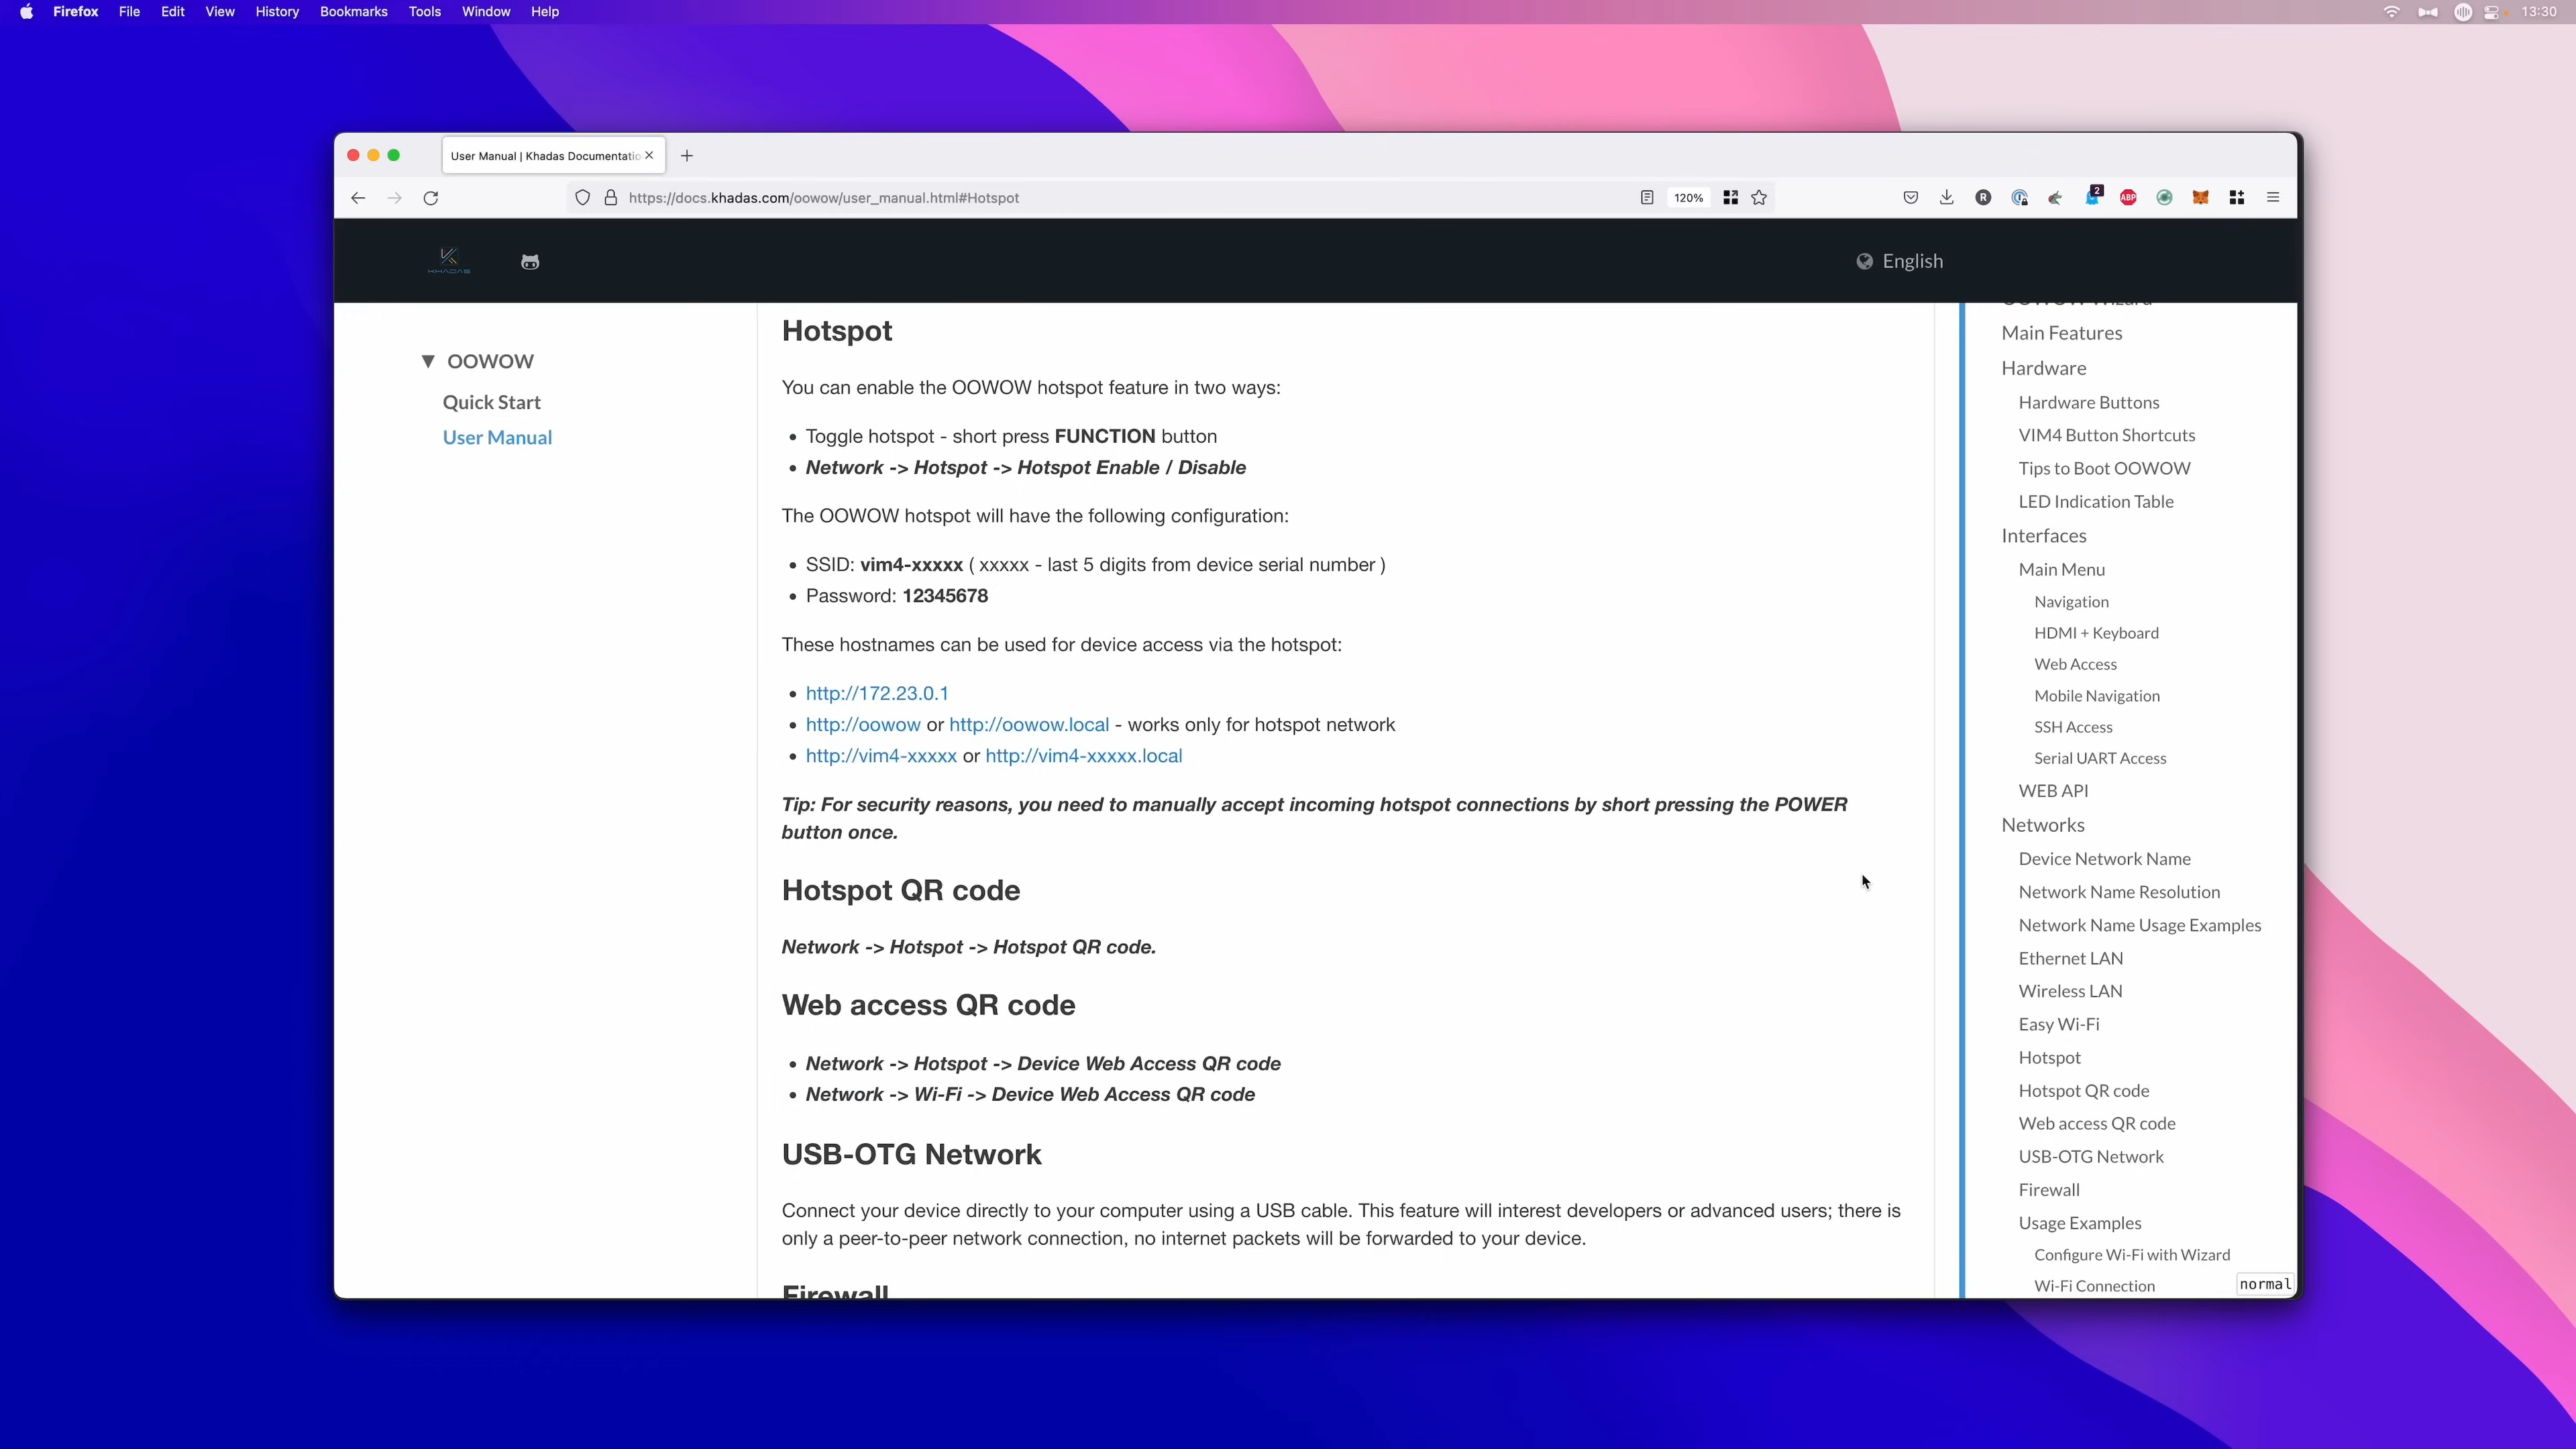 Firefox File Edit View History Bookmarks Tools Window Help
13:30
User Manual | Khadas Documentatio
https://docs.khadas.com/oowow/user_manual.html#Hotspot
120%
R
2
ABP
KHADAS
English
OOWOW
Quick Start
User Manual
Hotspot
You can enable the OOWOW hotspot feature in two ways:
• Toggle hotspot - short press FUNCTION button
• Network -> Hotspot -> Hotspot Enable / Disable
The OOWOW hotspot will have the following configuration:
• SSID: vim4-xxxxx ( xxxxx - last 5 digits from device serial number )
• Password: 12345678
These hostnames can be used for device access via the hotspot:
• http://172.23.0.1
• http://oowow or http://oowow.local - works only for hotspot network
• http://vim4-xxxxx or http://vim4-xxxxx.local
Tip: For security reasons, you need to manually accept incoming hotspot connections by short pressing the POWER
button once.
Hotspot QR code
Network -> Hotspot -> Hotspot QR code.
Web access QR code
• Network -> Hotspot -> Device Web Access QR code
• Network -> Wi-Fi -> Device Web Access QR code
USB-OTG Network
Connect your device directly to your computer using a USB cable. This feature will interest developers or advanced users; there is
only a peer-to-peer network connection, no internet packets will be forwarded to your device.
Firewall
Main Features
Hardware
Hardware Buttons
VIM4 Button Shortcuts
Tips to Boot OOWOW
LED Indication Table
Interfaces
Main Menu
Navigation
HDMI + Keyboard
Web Access
Mobile Navigation
SSH Access
Serial UART Access
WEB API
Networks
Device Network Name
Network Name Resolution
Network Name Usage Examples
Ethernet LAN
Wireless LAN
Easy Wi-Fi
Hotspot
Hotspot QR code
Web access QR code
USB-OTG Network
Firewall
Usage Examples
Configure Wi-Fi with Wizard
Wi-Fi Connection
normal